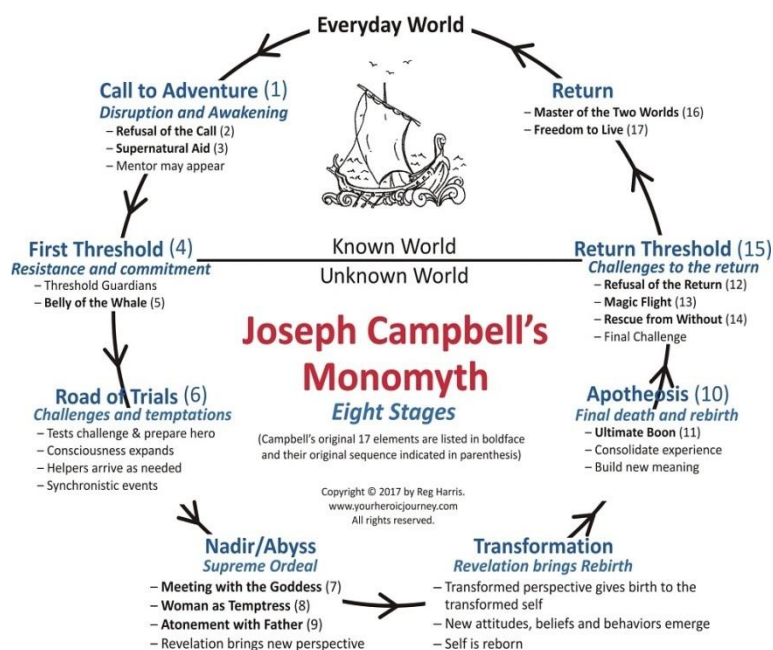 Everyday World
Call to Adventure (1)
Disruption and Awakening
– Refusal of the Call (2)
– Supernatural Aid (3)
– Mentor may appear
Return
– Master of the Two Worlds (16)
– Freedom to Live (17)
First Threshold (4)
Resistance and commitment
– Threshold Guardians
– Belly of the Whale (5)
Known World
Unknown World
Return Threshold (15)
Challenges to the return
– Refusal of the Return (12)
– Magic Flight (13)
– Rescue from Without (14)
– Final Challenge
Joseph Campbell's
Monomyth
Eight Stages
(Campbell's original 17 elements are listed in boldface
and their original sequence indicated in parenthesis)
Copyright © 2017 by Reg Harris.
www.yourheroicjourney.com
All rights reserved.
Road of Trials (6)
Challenges and temptations
– Tests challenge & prepare hero
– Consciousness expands
– Helpers arrive as needed
– Synchronistic events
Apotheosis (10)
Final death and rebirth
– Ultimate Boon (11)
– Consolidate experience
– Build new meaning
Nadir/Abyss
Supreme Ordeal
– Meeting with the Goddess (7)
– Woman as Temptress (8)
– Atonement with Father (9)
– Revelation brings new perspective
Transformation
Revelation brings Rebirth
– Transformed perspective gives birth to the
transformed self
– New attitudes, beliefs and behaviors emerge
– Self is reborn